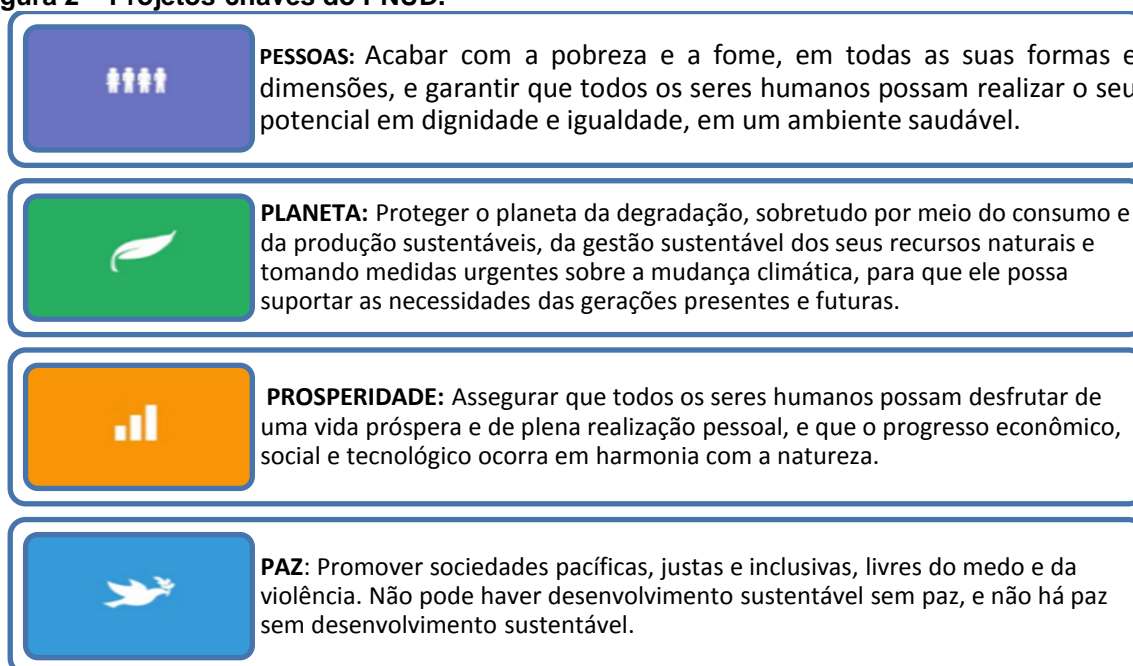 gura 2 – Projetos-chaves do PNUD.
PESSOAS: Acabar com a pobreza e a fome, em todas as suas formas e
dimensões, e garantir que todos os seres humanos possam realizar o seu
potencial em dignidade e igualdade, em um ambiente saudável.
PLANETA: Proteger o planeta da degradação, sobretudo por meio do consumo e
da produção sustentáveis, da gestão sustentável dos seus recursos naturais e
tomando medidas urgentes sobre a mudança climática, para que ele possa
suportar as necessidades das gerações presentes e futuras.
PROSPERIDADE: Assegurar que todos os seres humanos possam desfrutar de
uma vida próspera e de plena realização pessoal, e que o progresso econômico,
social e tecnológico ocorra em harmonia com a natureza.
PAZ: Promover sociedades pacíficas, justas e inclusivas, livres do medo e da
violência. Não pode haver desenvolvimento sustentável sem paz, e não há paz
sem desenvolvimento sustentável.